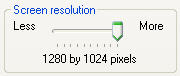 Screen resolution
Less More
1280 by 1024 pixels